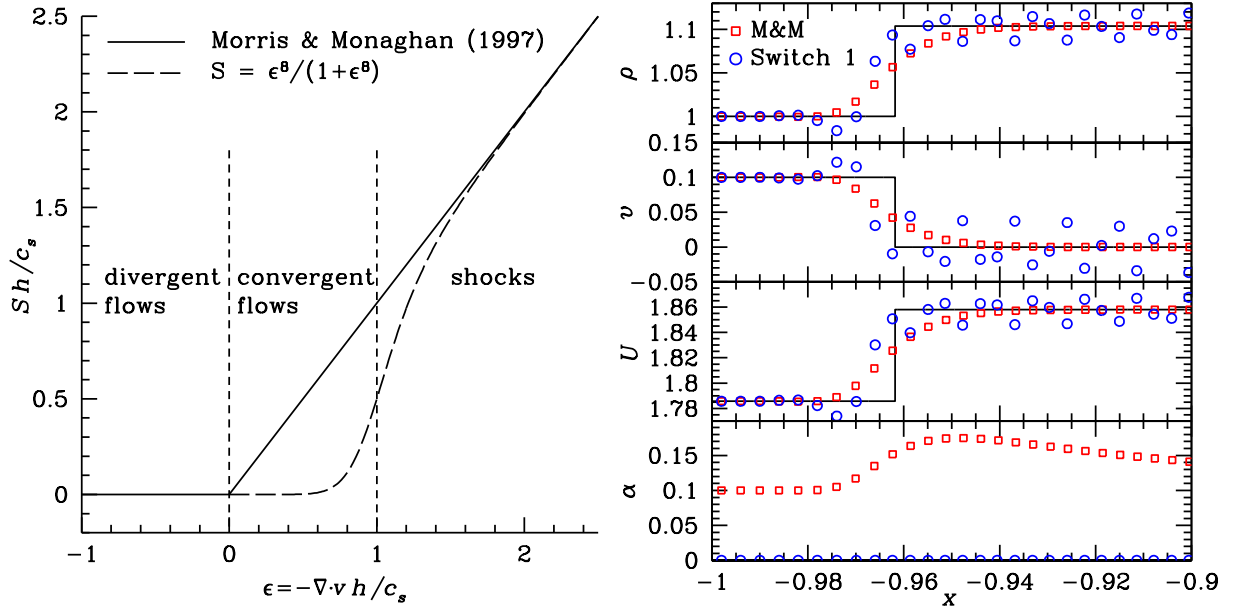 2.5
2
1.5
1
0.5
0
Sh/cₛ
Morris & Monaghan (1997)
S = ϵ⁸/(1+ϵ⁸)
divergent
flows
convergent
flows
shocks
−1
0
1
2
ϵ=−∇·v h/cₛ
1.1
1.05
1
ρ
M&M
Switch 1
0.15
0.1
0.05
0
−0.05
v
1.86
1.84
1.82
1.8
1.78
U
0.15
0.1
0.05
0
α
−1
−0.98
−0.96
−0.94
−0.92
−0.9
x